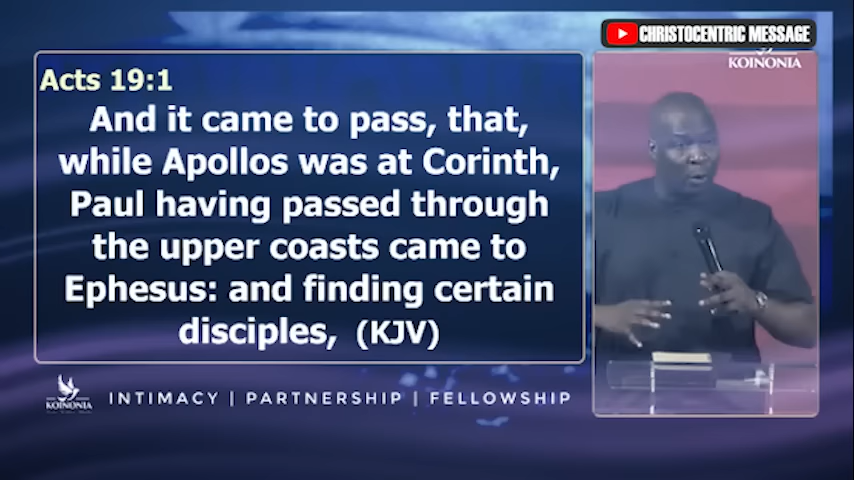 CHRISTOCENTRIC MESSAGE
KOINONIA
Acts 19:1
And it came to pass, that,
while Apollos was at Corinth,
Paul having passed through
the upper coasts came to
Ephesus: and finding certain
disciples, (KJV)
KOINONIA
INTIMACY | PARTNERSHIP | FELLOWSHIP